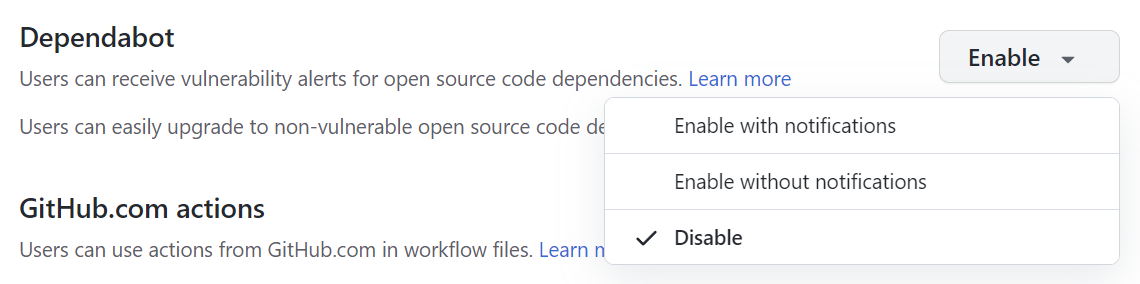 Dependabot
Enable
Users can receive vulnerability alerts for open source code dependencies. Learn more
Users can easily upgrade to non-vulnerable open source code de
Enable with notifications
Enable without notifications
Disable
GitHub.com actions
Users can use actions from GitHub.com in workflow files. Learn